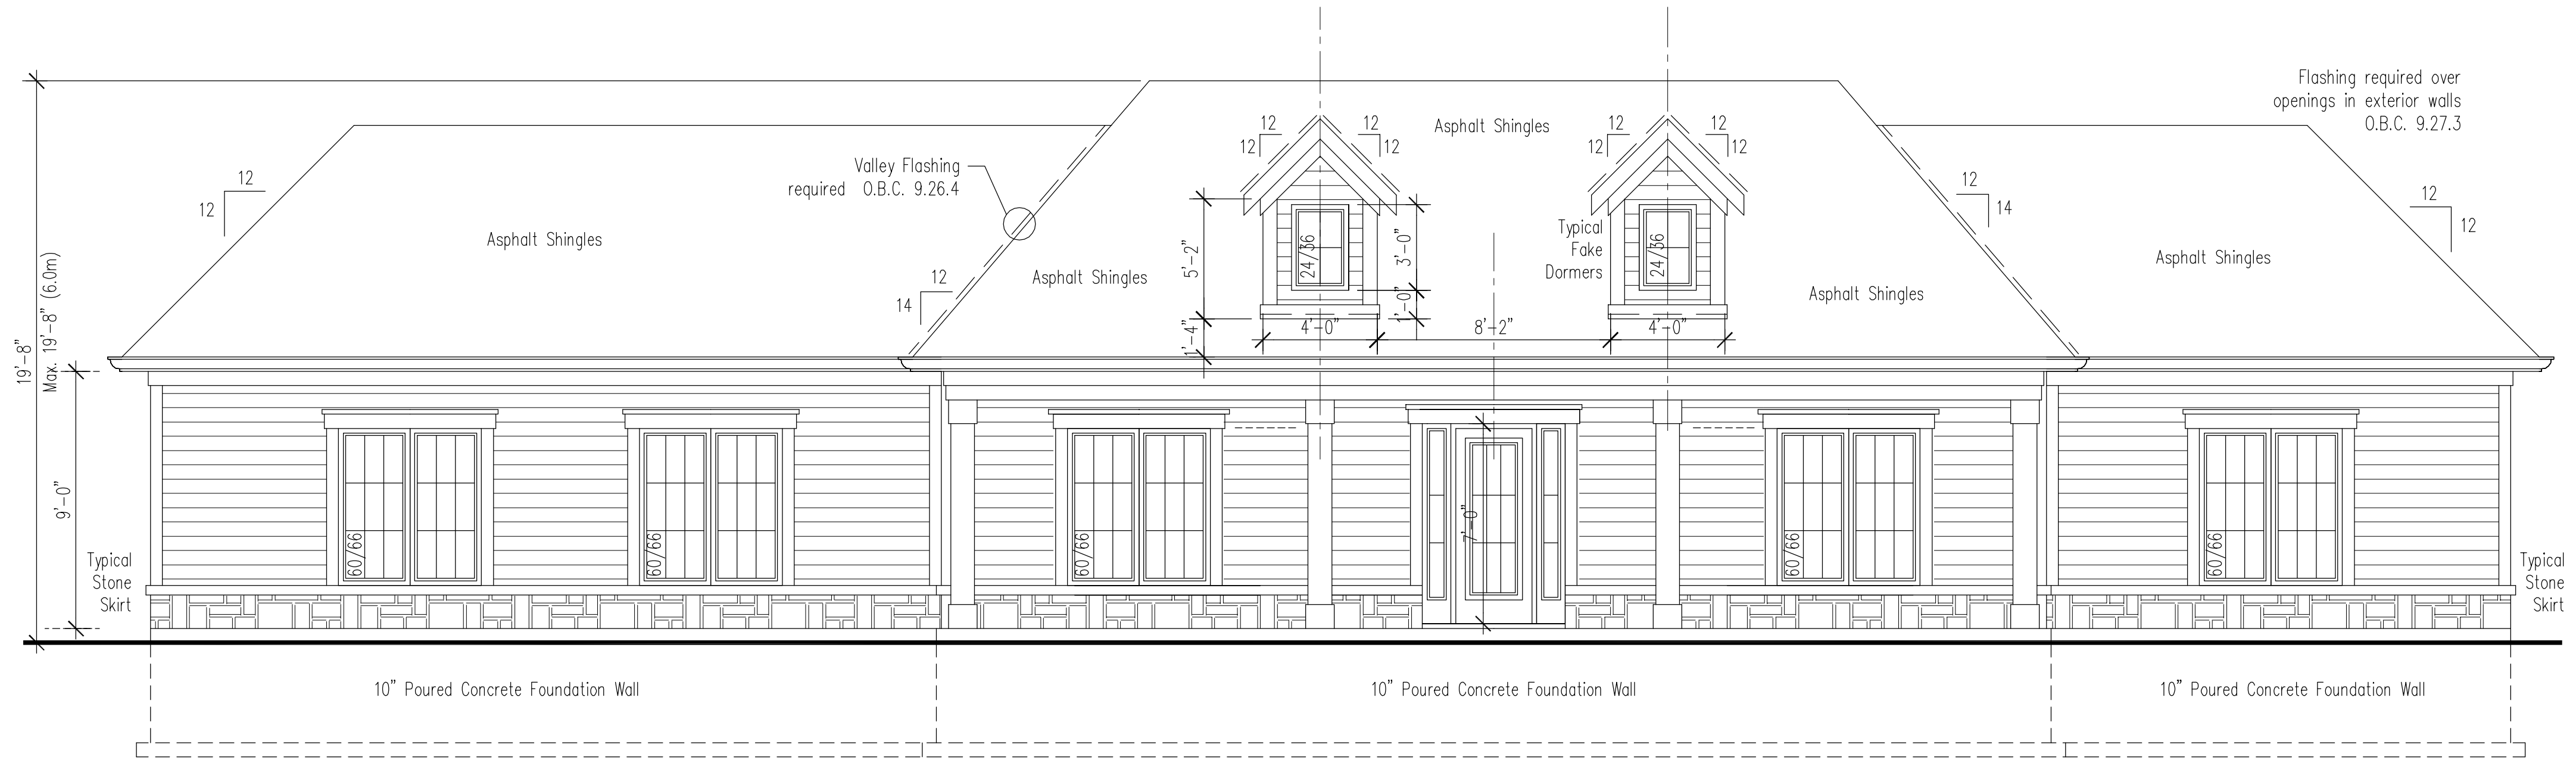 Flashing required over
openings in exterior walls
O.B.C. 9.27.3
Asphalt Shingles
12
12
12
12
12
12
12
12
Valley Flashing
required O.B.C. 9.26.4
12
12
12
14
12
12
Typical
Fake
Dormers
24/36
24/36
Asphalt Shingles
Asphalt Shingles
Asphalt Shingles
Asphalt Shingles
12
14
5'-2"
3'-0"
1'-0"
1'-4"
4'-0"
8'-2"
4'-0"
19'-8"
Max. 19'-8" (6.0m)
9'-0"
7'-0"
60/66
60/66
60/66
60/66
60/66
Typical
Stone
Skirt
Typical
Stone
Skirt
10" Poured Concrete Foundation Wall
10" Poured Concrete Foundation Wall
10" Poured Concrete Foundation Wall